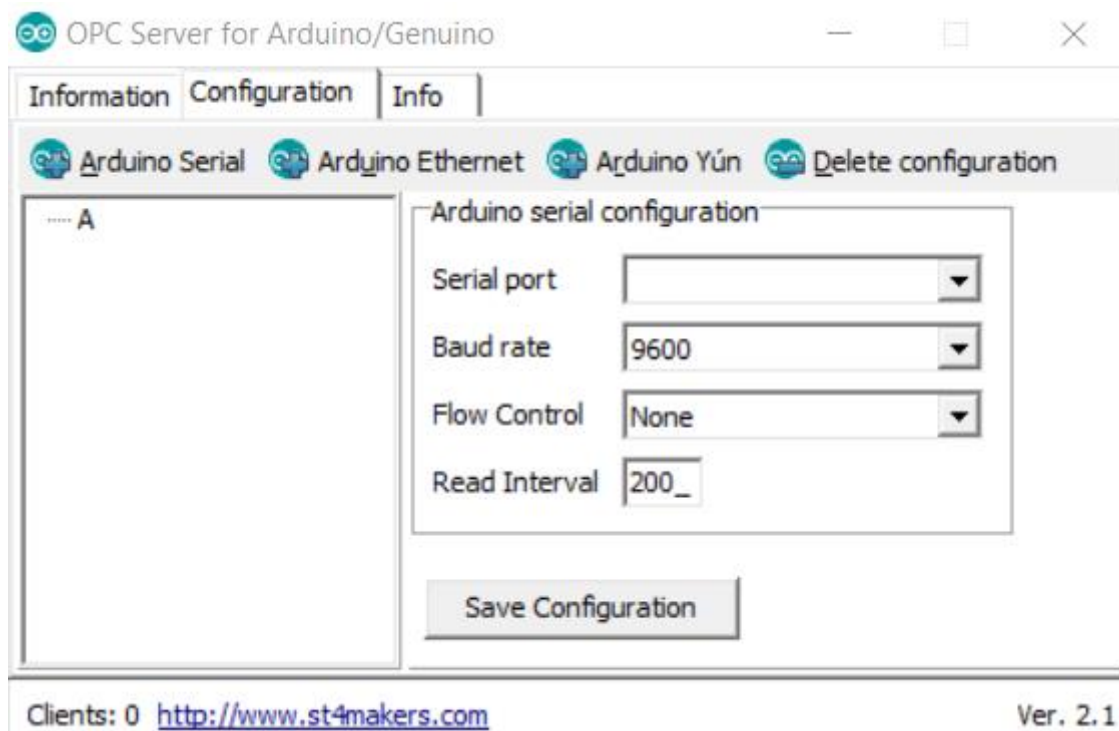 OPC Server for Arduino/Genuino
Information Configuration Info
Arduino Serial Arduino Ethernet Arduino Yún Delete configuration
A
Arduino serial configuration
Serial port
Baud rate 9600
Flow Control None
Read Interval 200_
Save Configuration
Clients: 0 http://www.st4makers.com Ver. 2.1